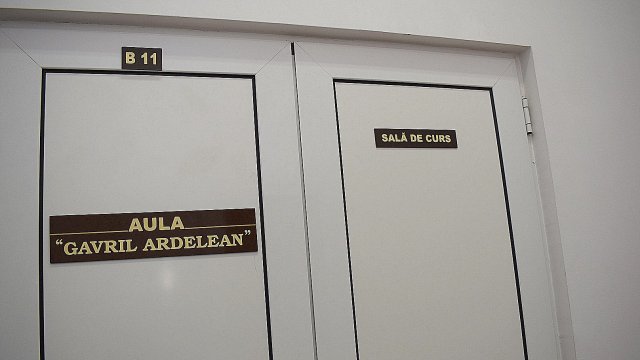 B 11
AULA
"GAVRIL ARDELEAN"
SALĂ DE CURS